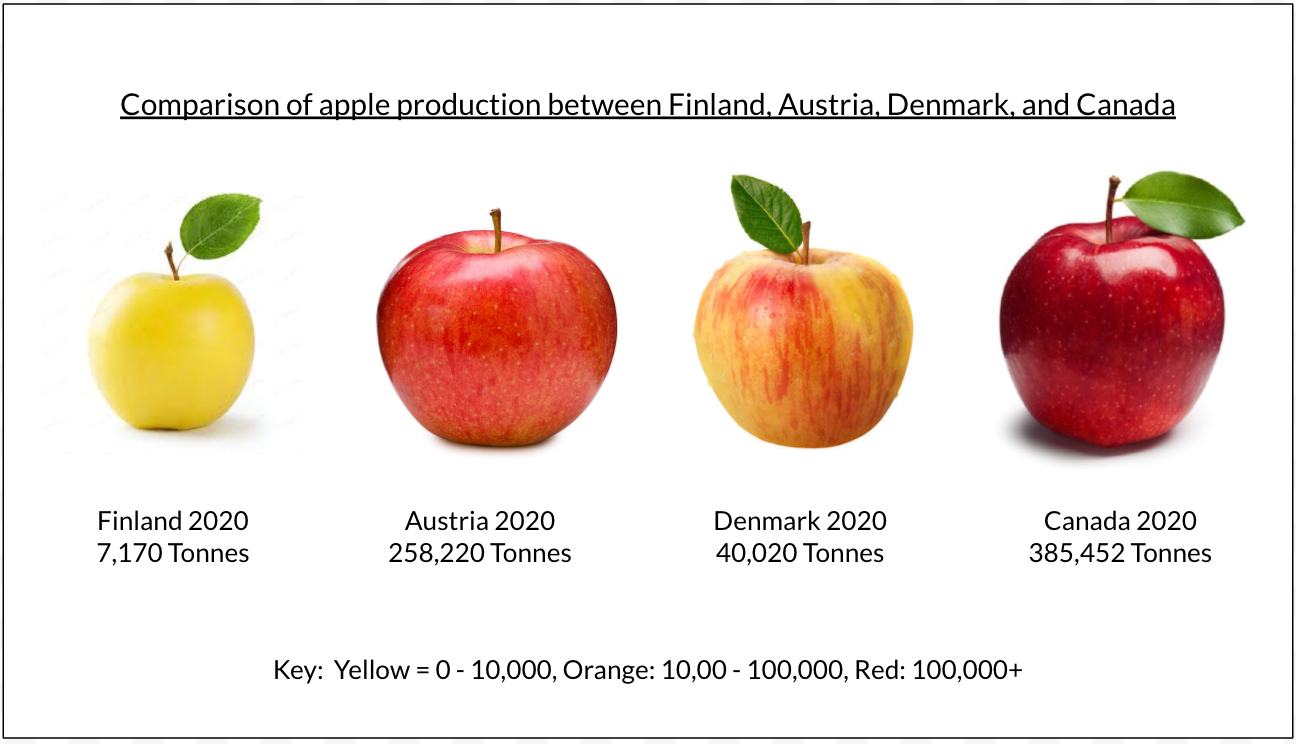 Comparison of apple production between Finland, Austria, Denmark, and Canada
Finland 2020
7,170 Tonnes
Austria 2020
258,220 Tonnes
Denmark 2020
40,020 Tonnes
Canada 2020
385,452 Tonnes
Key:  Yellow = 0 - 10,000, Orange: 10,00 - 100,000, Red: 100,000+